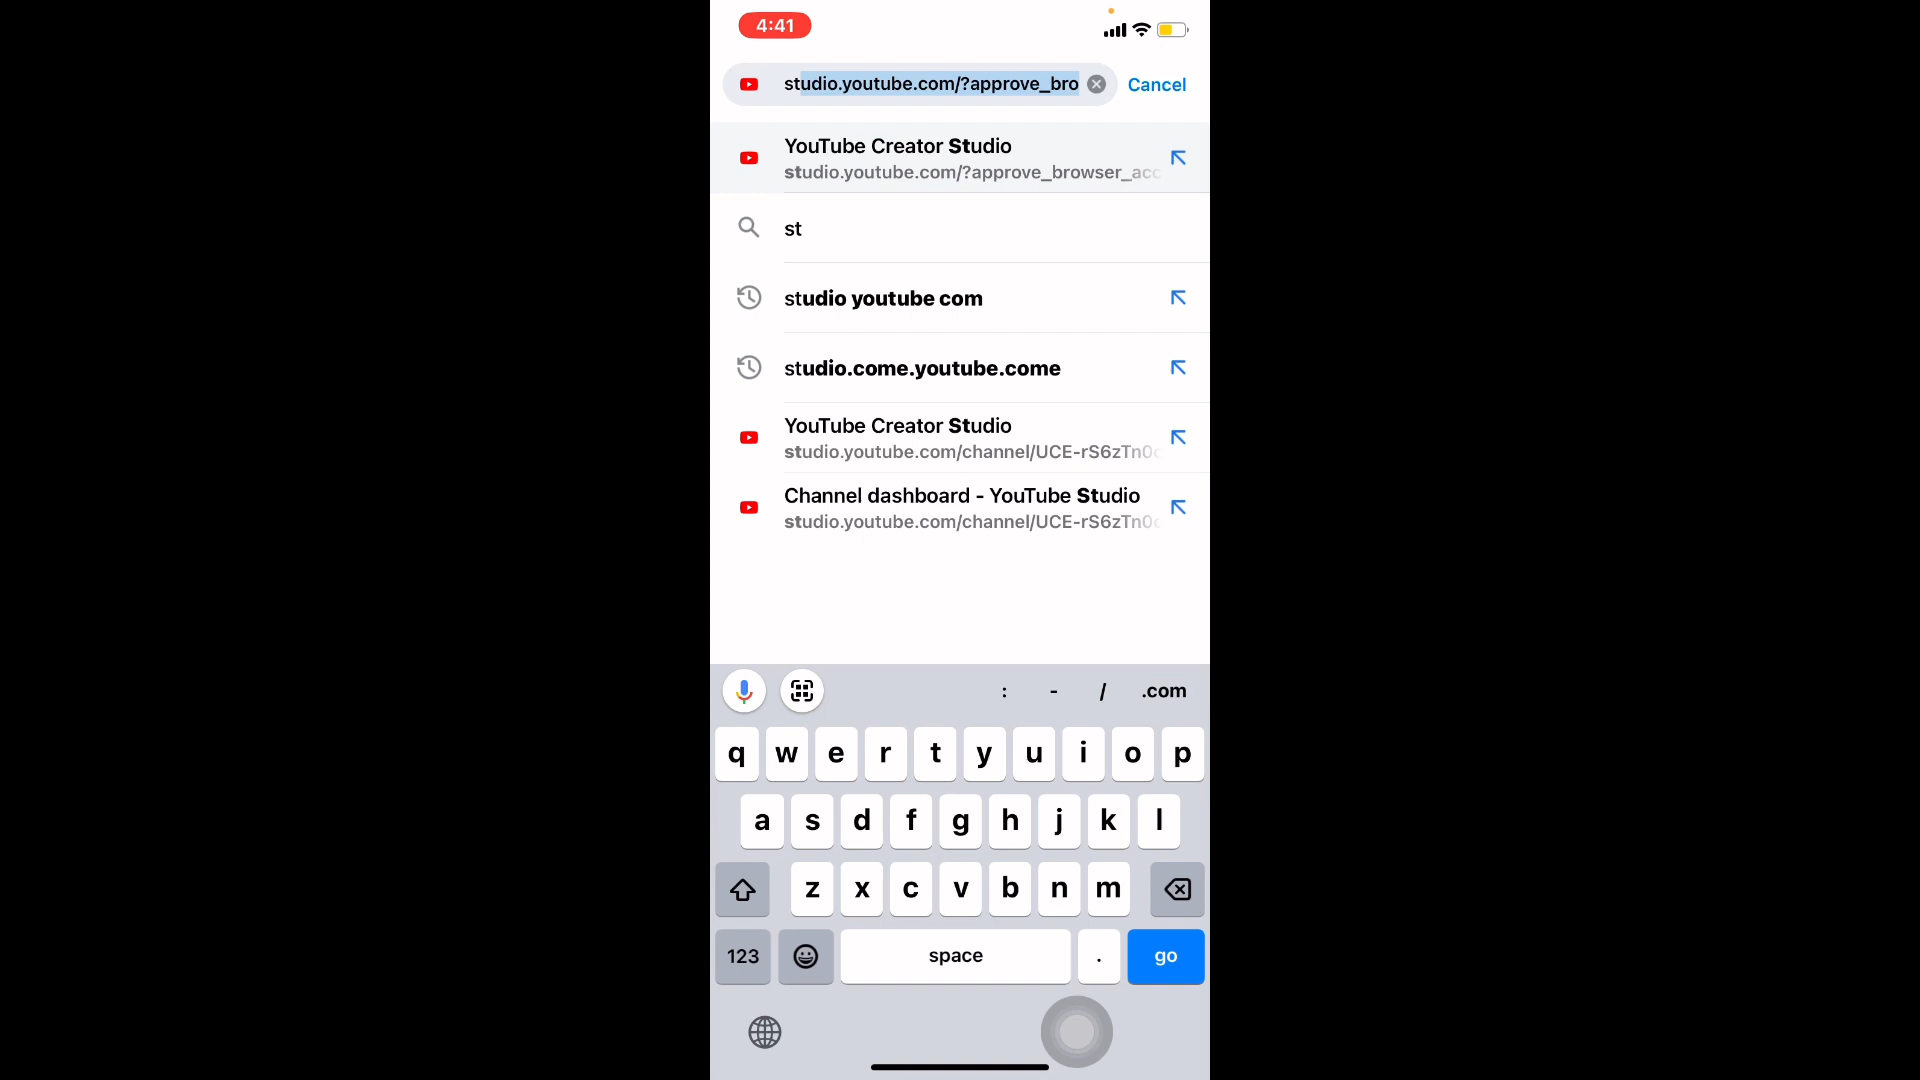 4:41
studio.youtube.com/?approve_bro
Cancel
YouTube Creator Studio
studio.youtube.com/?approve_browser_acc
st
studio youtube com
studio.come.youtube.come
YouTube Creator Studio
studio.youtube.com/channel/UCE-rS6zTn0
Channel dashboard - YouTube Studio
studio.youtube.com/channel/UCE-rS6zTn0
: - / .com
q w e r t y u i o p
a s d f g h j k l
z x c v b n m
123 space . go